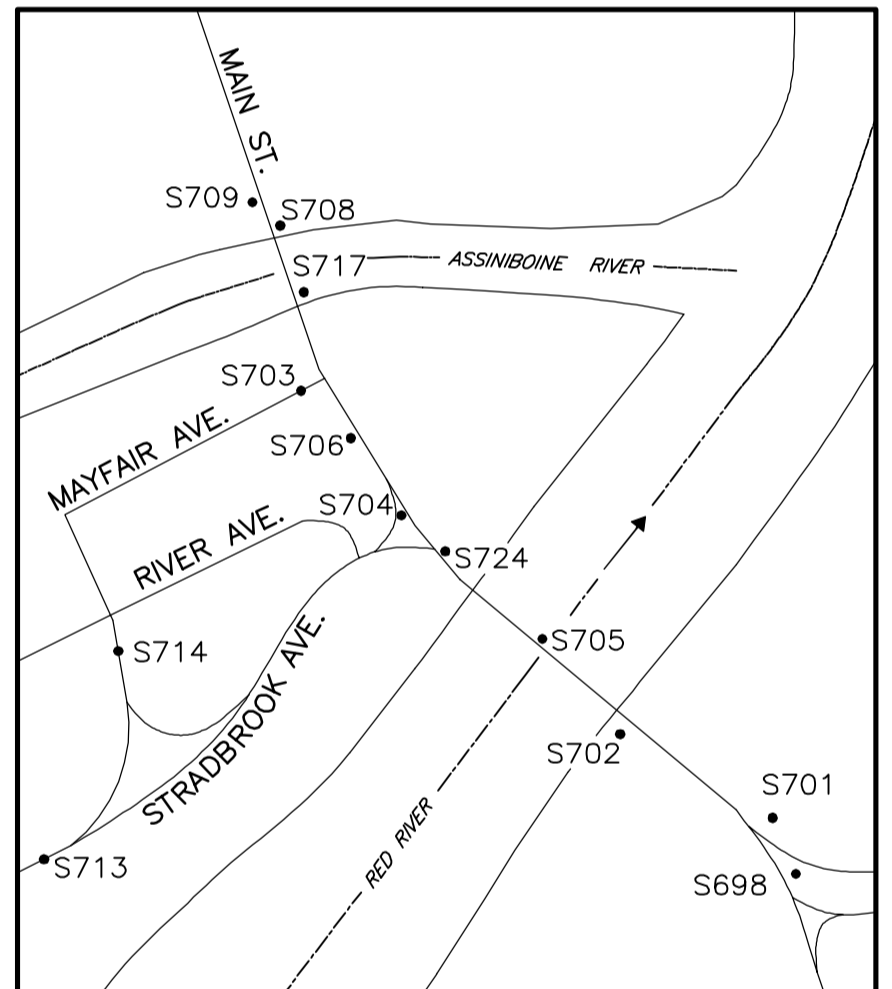 MAIN ST.
S709
S708
S717
ASSINIBOINE RIVER
S703
MAYFAIR AVE.
S706
S704
RIVER AVE.
S724
S705
S714
STRADBROOK AVE.
S702
S701
RED RIVER
S713
S698